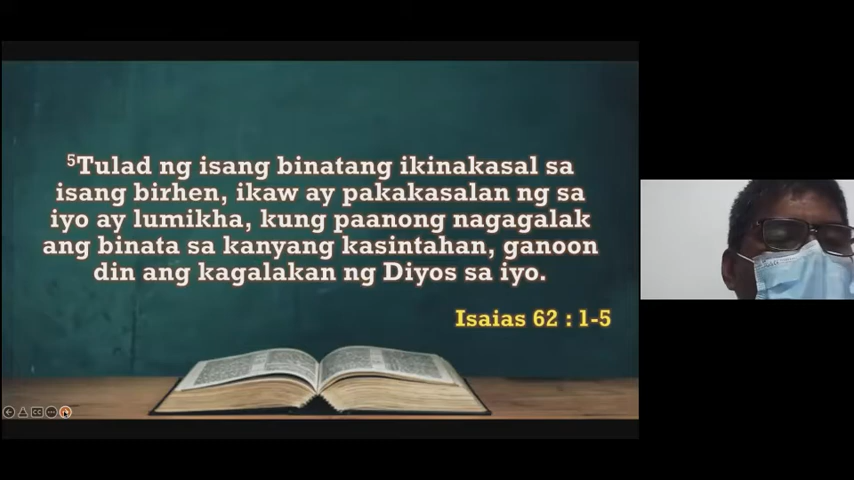 ⁵Tulad ng isang binatang ikinakasal sa
isang birhen, ikaw ay pakakasalan ng sa
iyo ay lumikha, kung paanong nagagalak
ang binata sa kanyang kasintahan, ganoon
din ang kagalakan ng Diyos sa iyo.
Isaias 62 : 1-5
CC